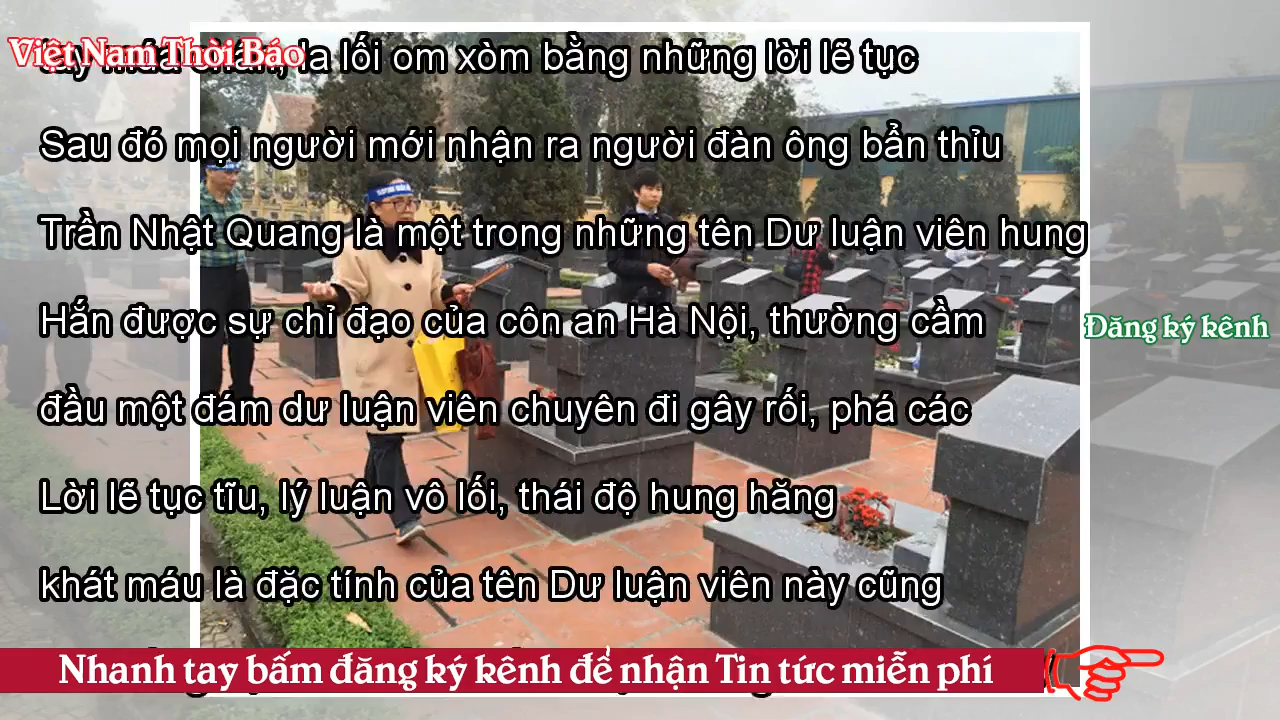 Việt Nam Thời Báo
la lối om xòm bằng những lời lẽ tục
Sau đó mọi người mới nhận ra người đàn ông bẩn thỉu
Trần Nhật Quang là một trong những tên Dư luận viên hung
Hắn được sự chỉ đạo của côn an Hà Nội, thường cầm
Đăng ký kênh
đầu một đám dư luận viên chuyên đi gây rối, phá các
Lời lẽ tục tĩu, lý luận vô lối, thái độ hung hăng
khát máu là đặc tính của tên Dư luận viên này cũng
Nhanh tay bấm đăng ký kênh để nhận Tin tức miễn phí